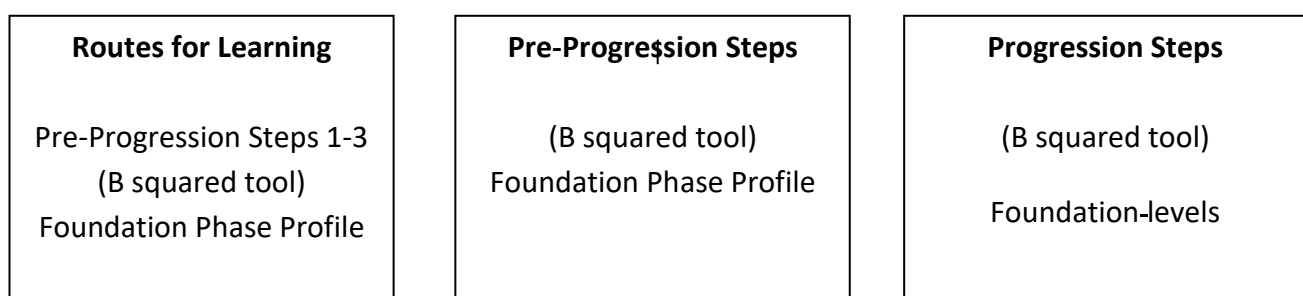 Routes for Learning
Pre-Progression Steps 1-3
(B squared tool)
Foundation Phase Profile
Pre-Progression Steps
(B squared tool)
Foundation Phase Profile
Progression Steps
(B squared tool)
Foundation-levels